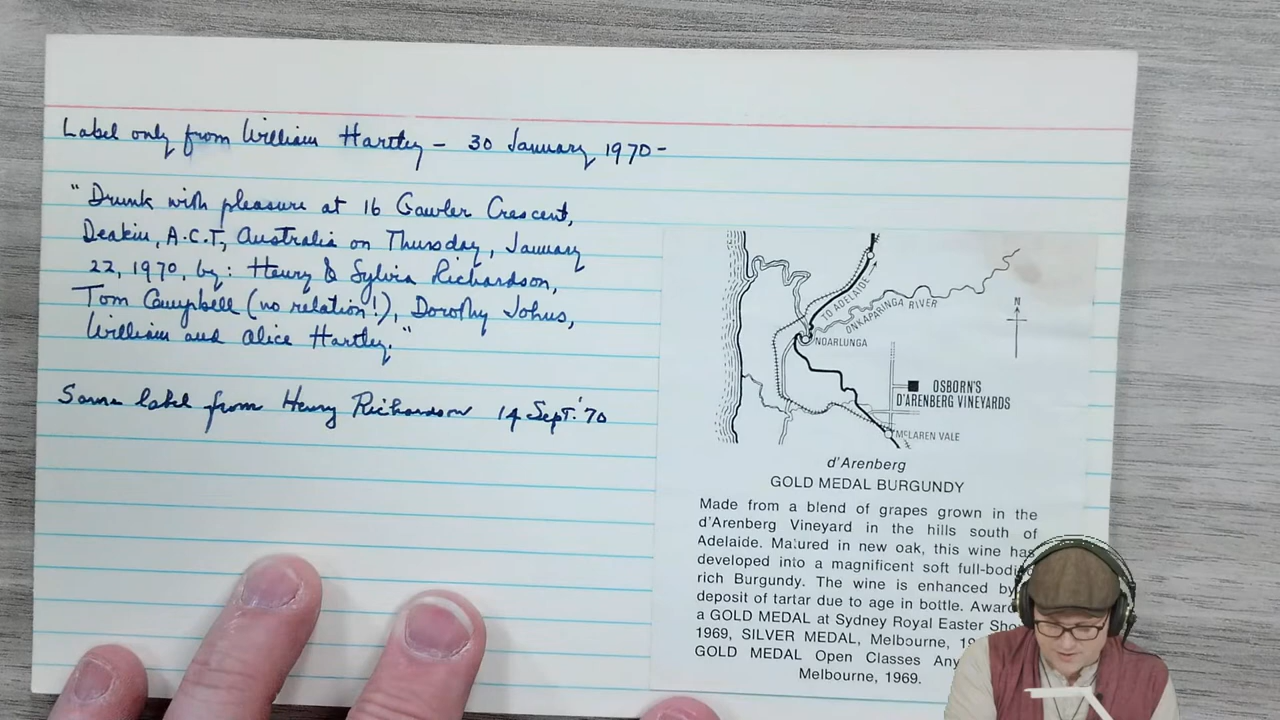 Label only from William Hartley - 30 January 1970-
"Drunk with pleasure at 16 Gawler Crescent,
Deakin, A.C.T, Australia on Thursday, January
22, 1970, by: Henry & Sylvia Richardson,
Tom Campbell (no relation!), Dorothy Johns,
William and Alice Hartley."
Same label from Henry Richardson 14 Sept. '70
TO ADELAIDE
ONKAPARINGA RIVER
N
NOARLUNGA
OSBORN'S
D'ARENBERG VINEYARDS
McLAREN VALE
d'Arenberg
GOLD MEDAL BURGUNDY
Made from a blend of grapes grown in the
d'Arenberg Vineyard in the hills south of
Adelaide. Matured in new oak, this wine has
developed into a magnificent soft full-bodi
rich Burgundy. The wine is enhanced by
deposit of tartar due to age in bottle. Awar
a GOLD MEDAL at Sydney Royal Easter Sho
1969, SILVER MEDAL, Melbourne, 19
GOLD MEDAL Open Classes Any
Melbourne, 1969.